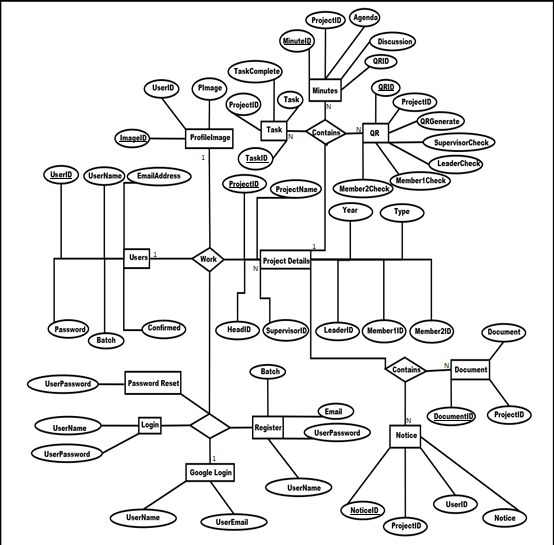 ProjectID
Agenda
MinuteID
Discussion
QRID
TaskComplete
UserID
PImage
Minutes
QRID
ProjectID
Task
ProjectID
N
QRGenerate
ImageID
ProfileImage
Task
N
Contains
N
QR
SupervisorCheck
1
TaskID
LeaderCheck
Member1Check
Member2Check
UserID
UserName
EmailAddress
ProjectID
ProjectName
Year
Type
Users
1
Work
1
Project Details
N
Password
Batch
Confirmed
HeadID
SupervisorID
LeaderID
Member1ID
Member2ID
Document
Contains
N
Document
UserPassword
Password Reset
Batch
DocumentID
ProjectID
UserName
Login
Register
Email
UserPassword
N
Notice
UserPassword
1
Google Login
UserName
NoticeID
UserID
UserName
UserEmail
ProjectID
Notice